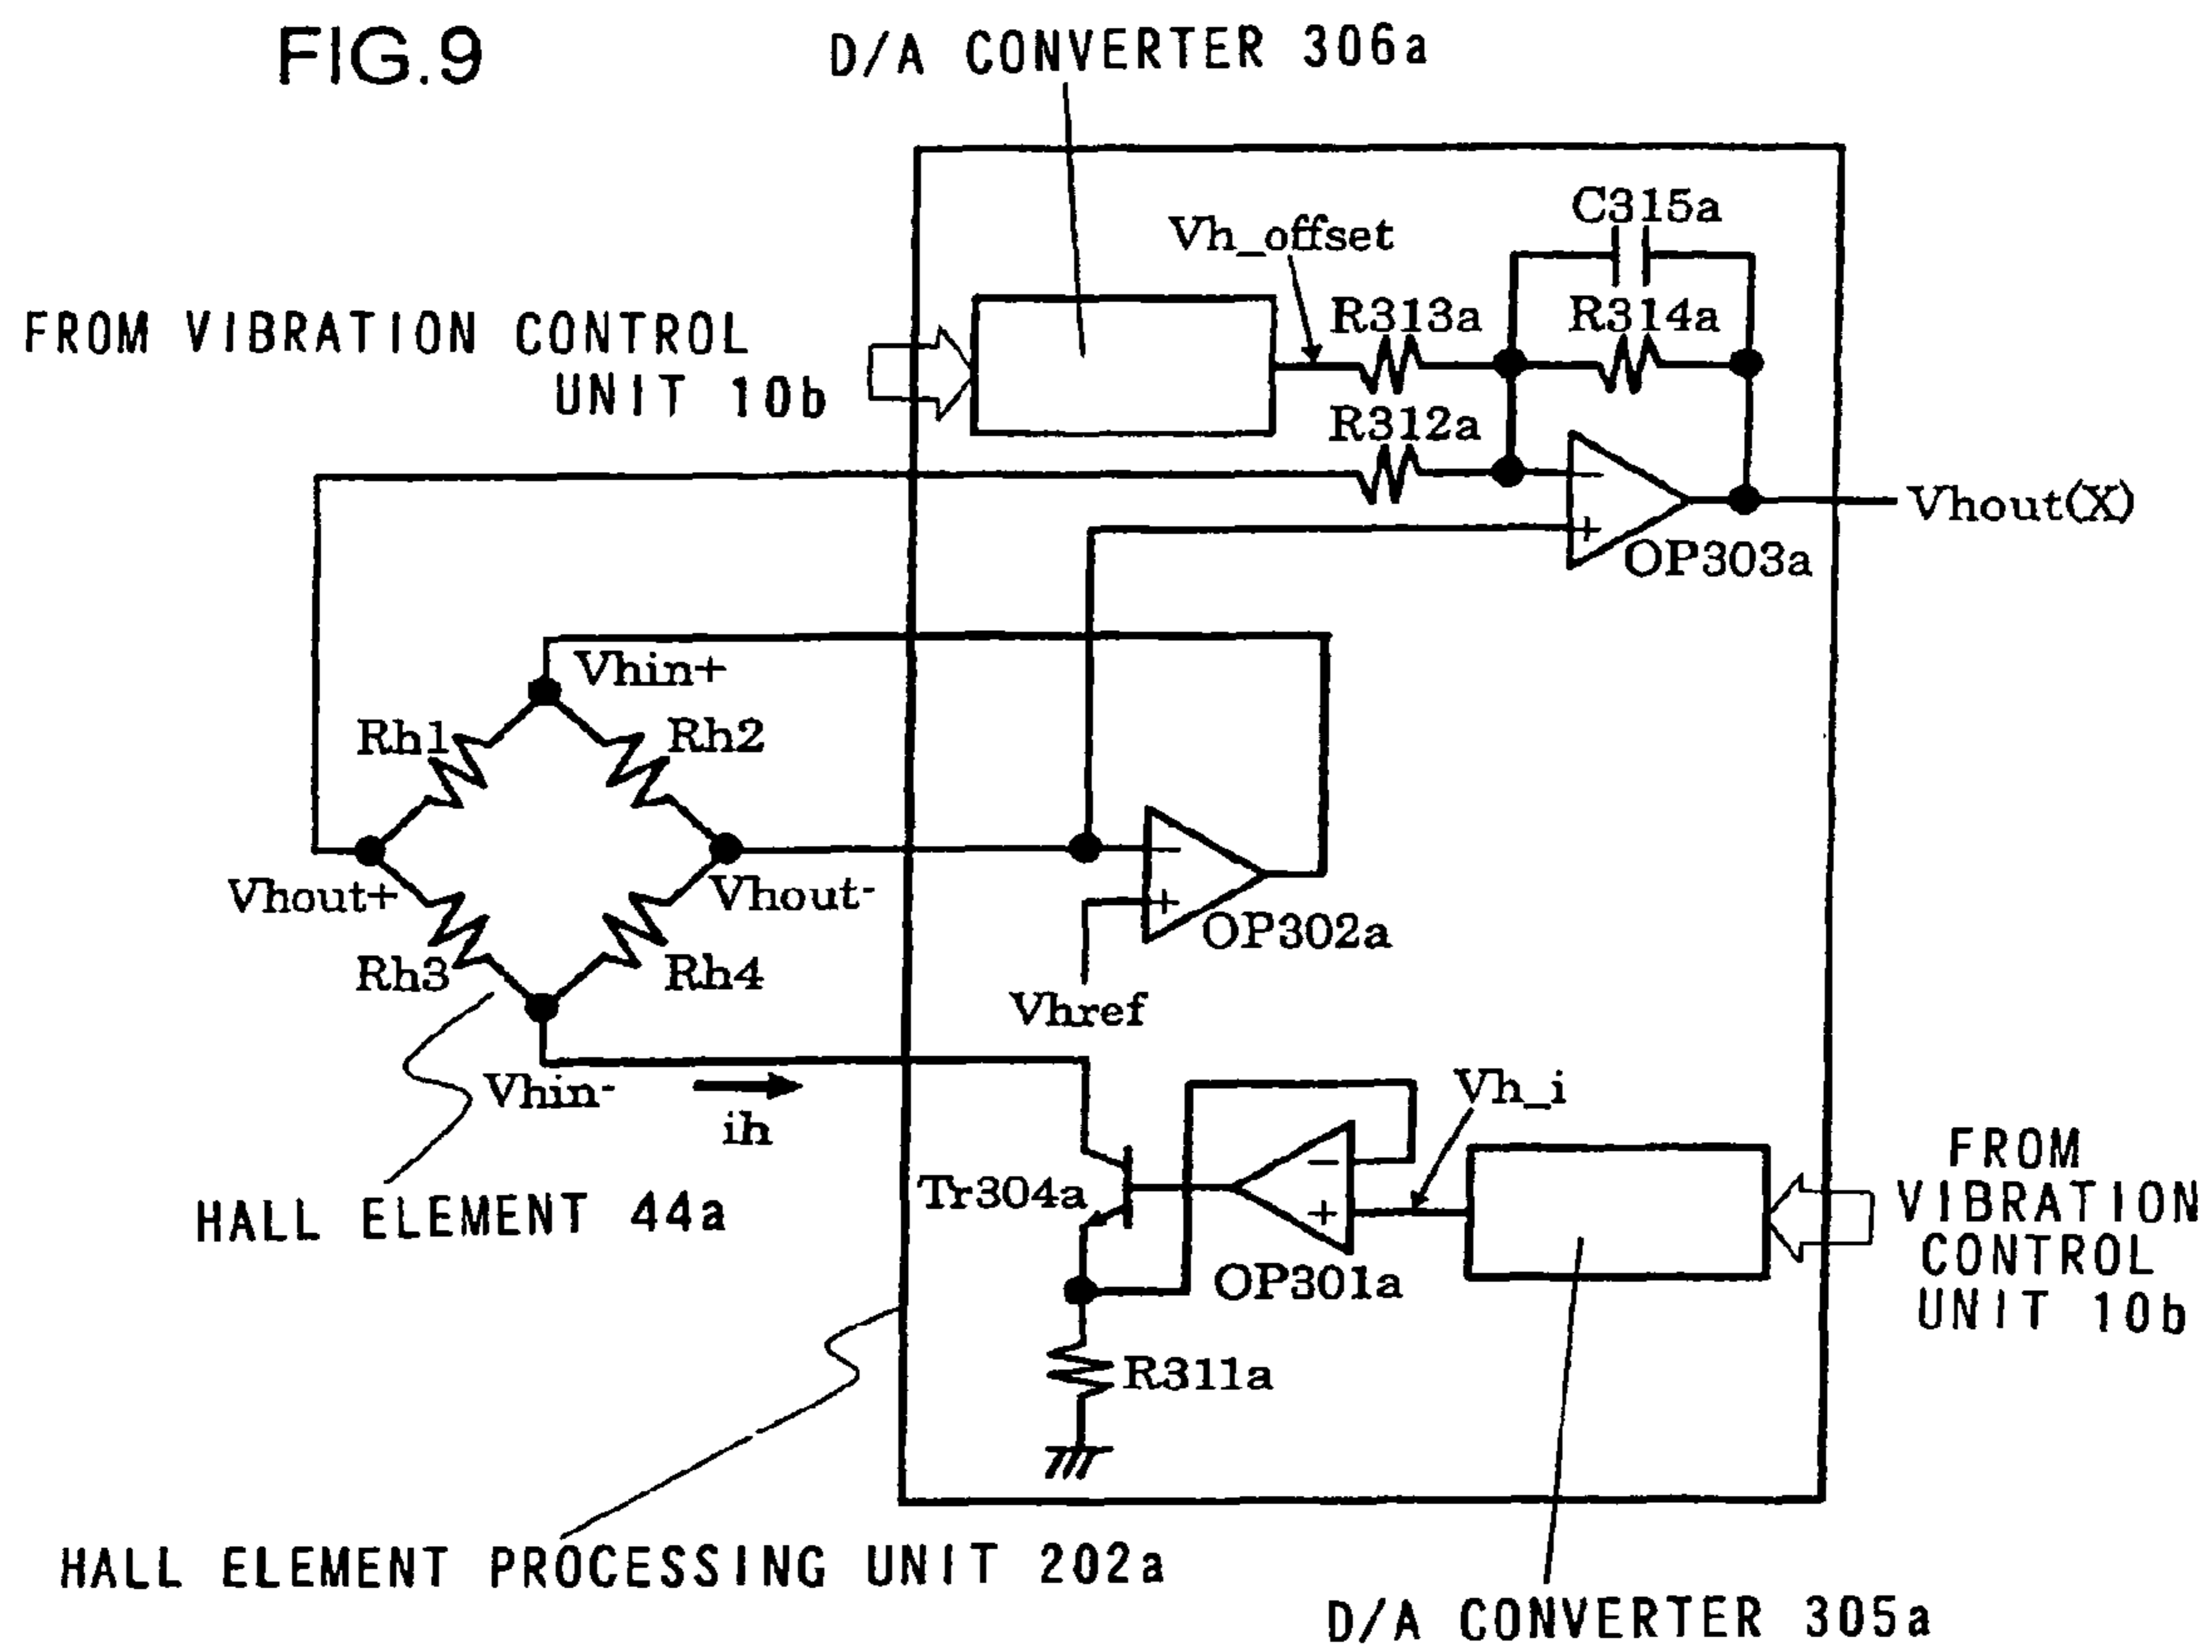 FIG.9
D/A CONVERTER 306a
C315a
Vh_offset
FROM VIBRATION CONTROL
UNIT 10b
R313a
R314a
R312a
−
+
Vhout(X)
OP303a
Vhin+
Rh1
Rh2
Vhout+
Vhout-
−
+
OP302a
Rh3
Rh4
Vhref
Vhin-
ih
Vh_i
HALL ELEMENT 44a
Tr304a
−
+
OP301a
FROM
VIBRATION
CONTROL
UNIT 10b
R311a
HALL ELEMENT PROCESSING UNIT 202a
D/A CONVERTER 305a